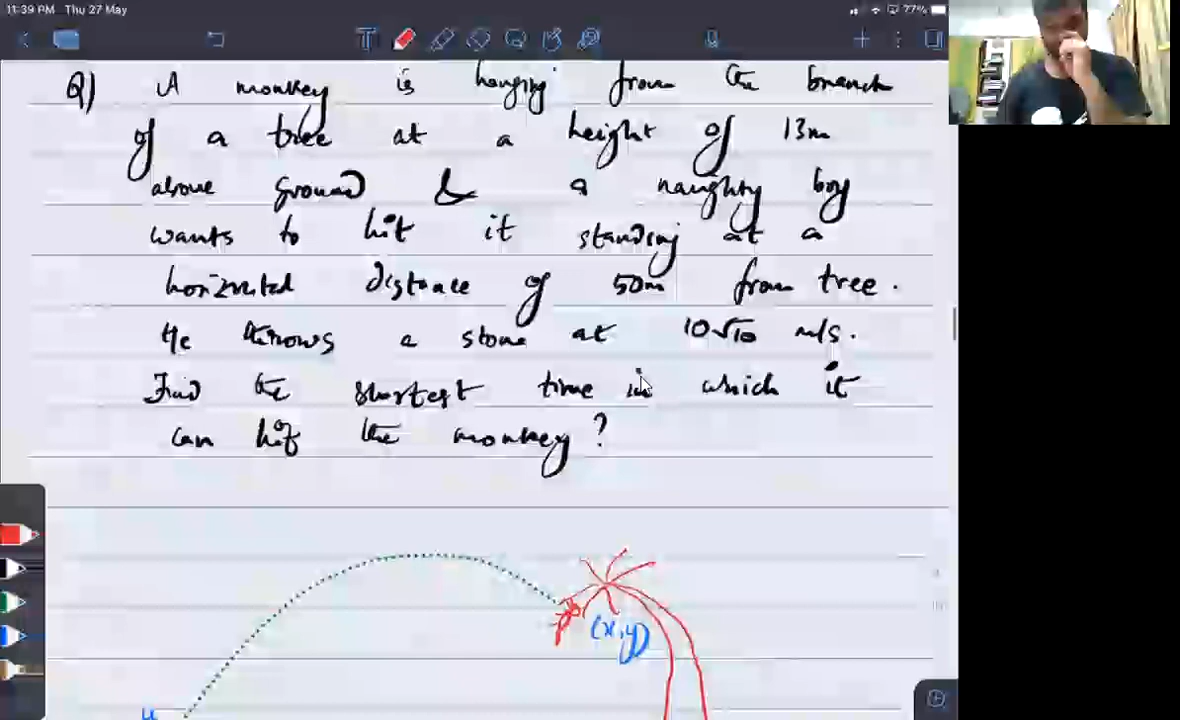 11:39 PM Thu 27 May
77%
Q) A monkey is hanging from the branch
of a tree at a height of 13m
above ground & a naughty boy
wants to hit it standing at a
horizontal distance of 50m from tree.
He throws a stone at 10√10 m/s.
Find the shortest time in which it
can hit the monkey?
(x,y)
u